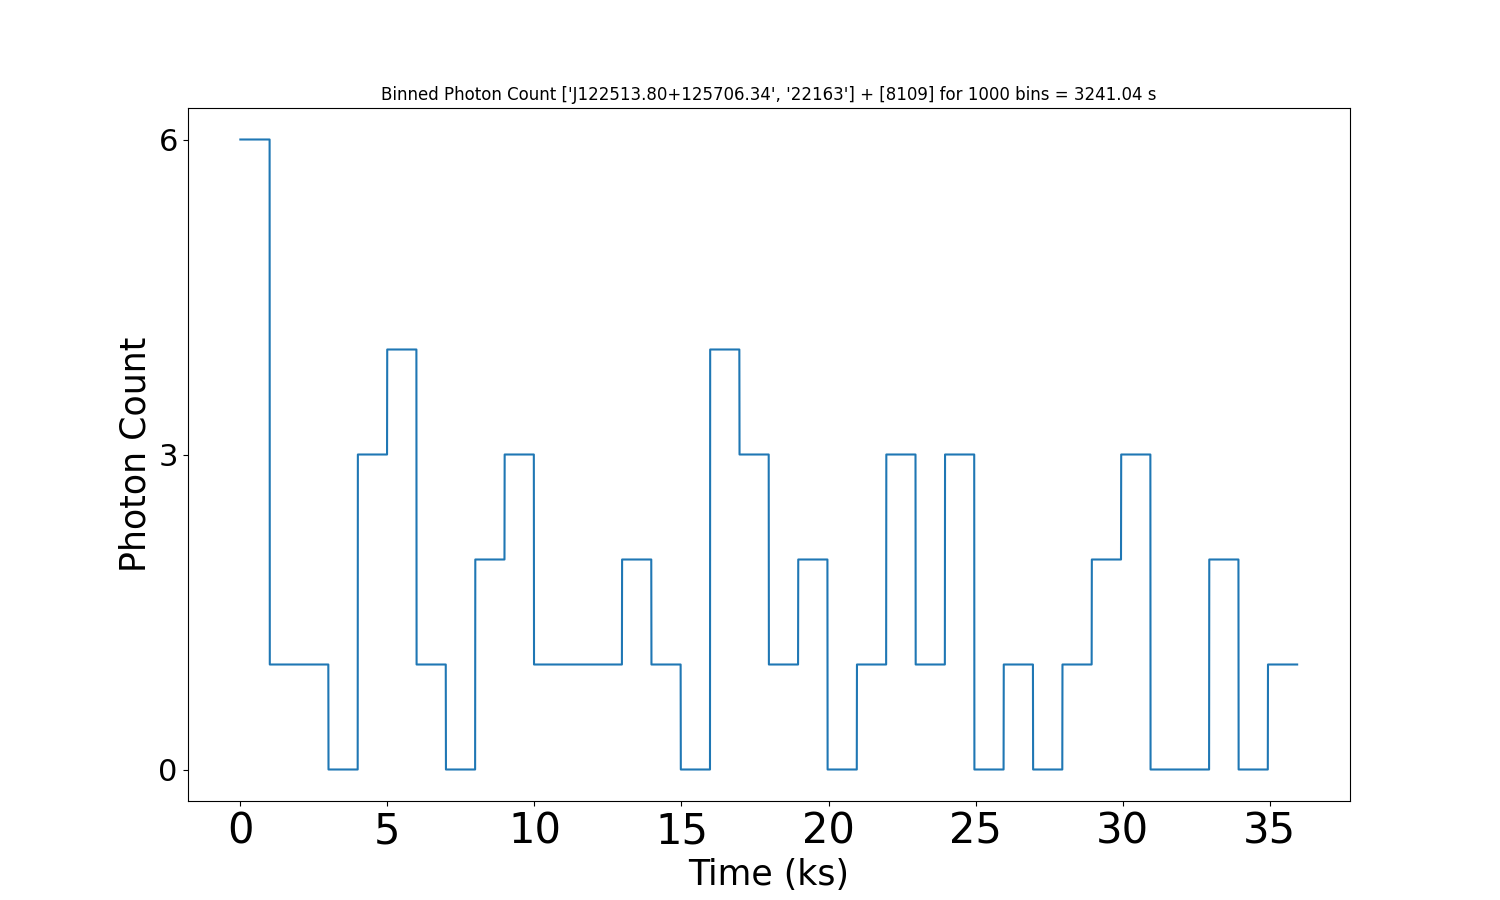 Binned Photon Count ['J122513.80+125706.34', '22163'] + [8109] for 1000 bins = 3241.04 s
6
3
0
Photon Count
0 5 10 15 20 25 30 35
Time (ks)